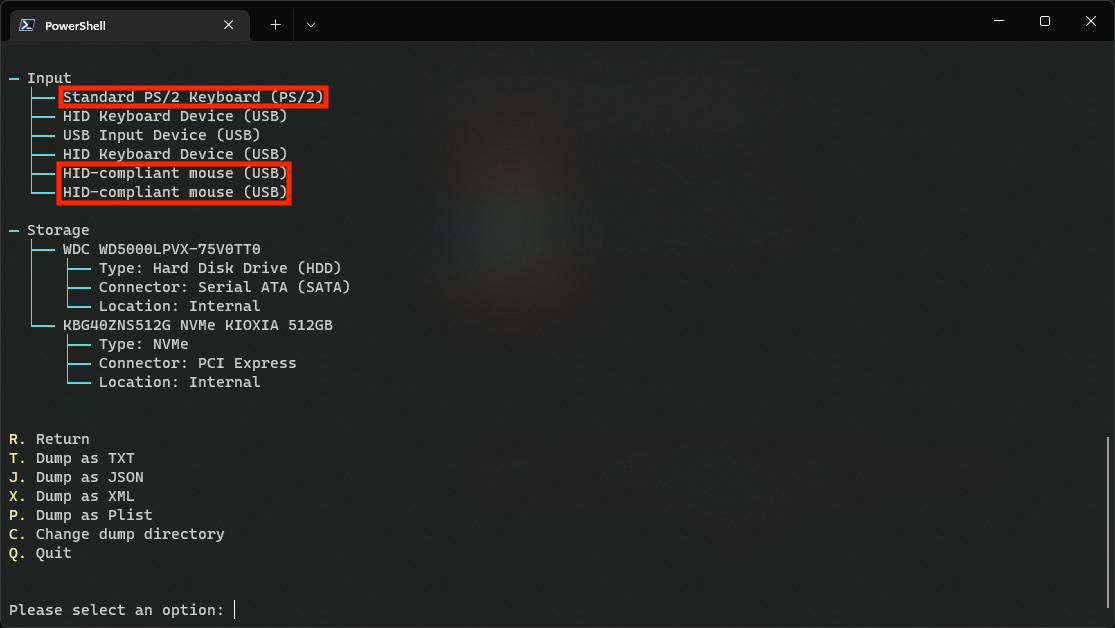 PowerShell
— Input
Standard PS/2 Keyboard (PS/2)
HID Keyboard Device (USB)
USB Input Device (USB)
HID Keyboard Device (USB)
HID-compliant mouse (USB)
HID-compliant mouse (USB)
— Storage
WDC WD5000LPVX-75V0TT0
Type: Hard Disk Drive (HDD)
Connector: Serial ATA (SATA)
Location: Internal
KBG40ZNS512G NVMe KIOXIA 512GB
Type: NVMe
Connector: PCI Express
Location: Internal
R. Return
T. Dump as TXT
J. Dump as JSON
X. Dump as XML
P. Dump as Plist
C. Change dump directory
Q. Quit
Please select an option: